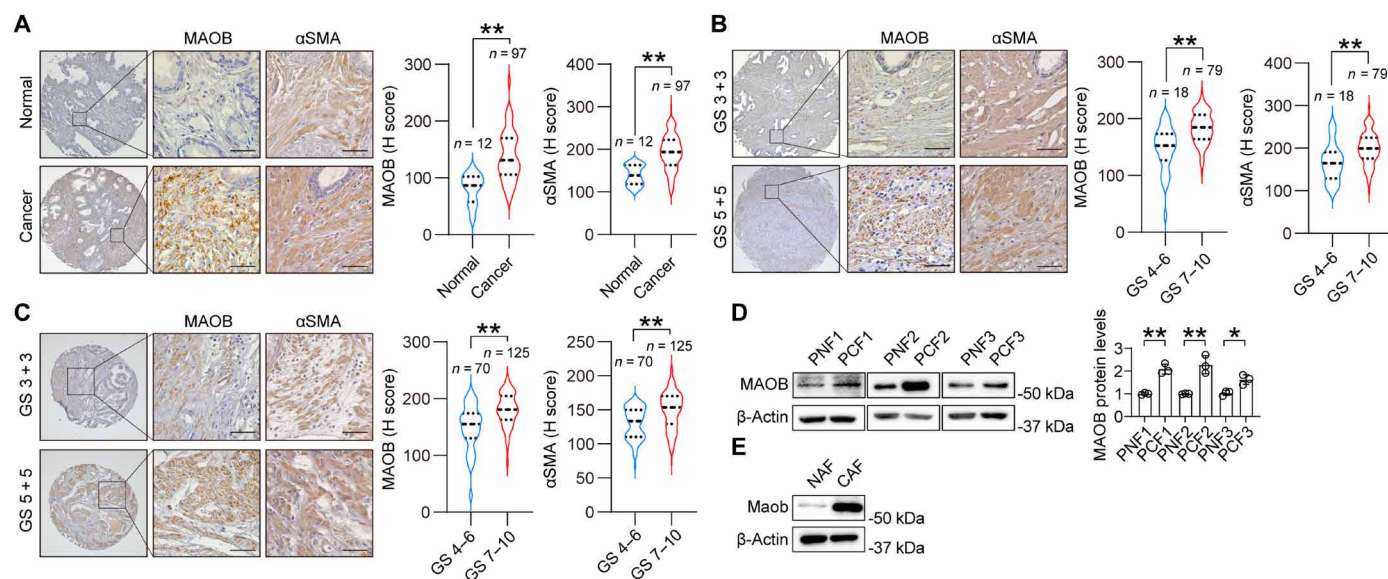 A
MAOB
αSMA
Normal
Cancer
MAOB (H score)
300
200
100
0
n = 12
**
n = 97
Normal
Cancer
αSMA (H score)
400
300
200
100
0
n = 12
**
n = 97
Normal
Cancer
B
MAOB
αSMA
GS 3 + 3
GS 5 + 5
MAOB (H score)
300
200
100
0
**
n = 79
n = 18
GS 4–6
GS 7–10
αSMA (H score)
400
300
200
100
0
**
n = 79
n = 18
GS 4–6
GS 7–10
C
MAOB
αSMA
GS 3 + 3
GS 5 + 5
MAOB (H score)
300
200
100
0
**
n = 125
n = 70
GS 4–6
GS 7–10
αSMA (H score)
200
150
100
50
0
**
n = 125
n = 70
GS 4–6
GS 7–10
D
PNF1
PCF1
PNF2
PCF2
PNF3
PCF3
MAOB
-50 kDa
β-Actin
-37 kDa
MAOB protein levels
3
2
1
0
**
**
*
PNF1
PCF1
PNF2
PCF2
PNF3
PCF3
E
NAF
CAF
Maob
-50 kDa
β-Actin
-37 kDa